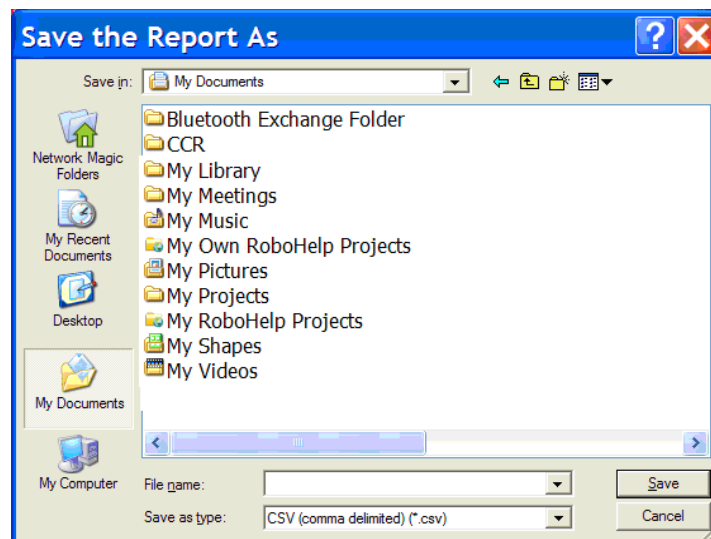 Save the Report As
?
Save in:
My Documents
Network Magic
Folders
My Recent
Documents
Desktop
My Documents
My Computer
Bluetooth Exchange Folder
CCR
My Library
My Meetings
My Music
My Own RoboHelp Projects
My Pictures
My Projects
My RoboHelp Projects
My Shapes
My Videos
File name:
Save
Save as type:
CSV (comma delimited) (*.csv)
Cancel